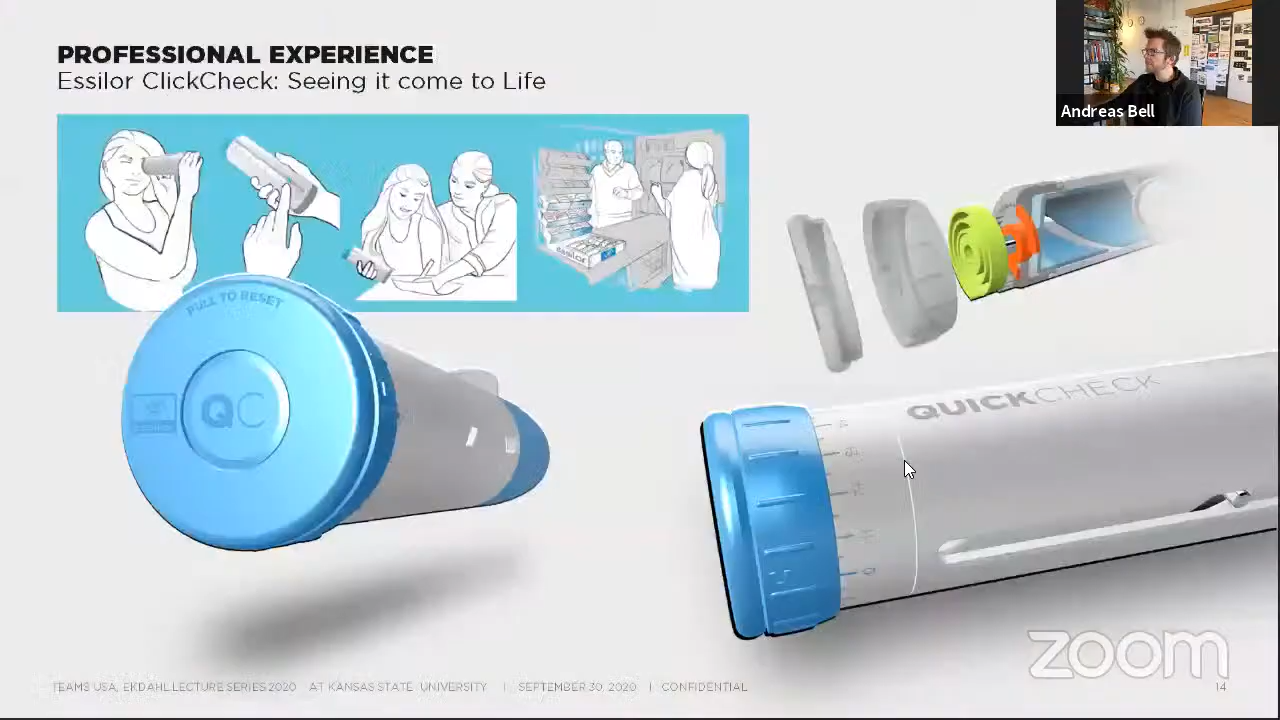 PROFESSIONAL EXPERIENCE
Essilor ClickCheck: Seeing it come to Life
Andreas Bell
essilor
PULL TO RESET
QC
QUICKCHECK
zoom
TEAMS USA, EKDAHL LECTURE SERIES 2020 AT KANSAS STATE UNIVERSITY | SEPTEMBER 30, 2020 | CONFIDENTIAL
14